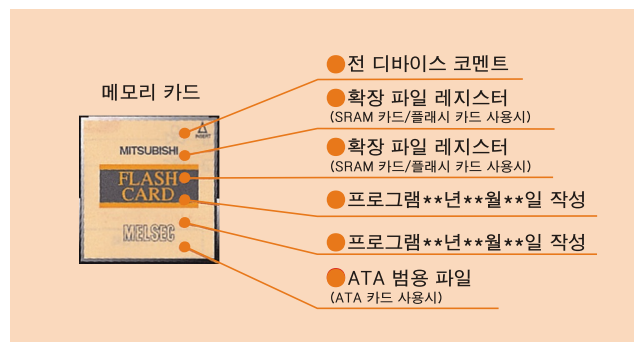 메모리 카드
INSERT
MITSUBISHI
FLASH
CARD
MELSEC
●전 디바이스 코멘트
●확장 파일 레지스터
(SRAM 카드/플래시 카드 사용시)
●확장 파일 레지스터
(SRAM 카드/플래시 카드 사용시)
●프로그램**년**월**일 작성
●프로그램**년**월**일 작성
●ATA 범용 파일
(ATA 카드 사용시)